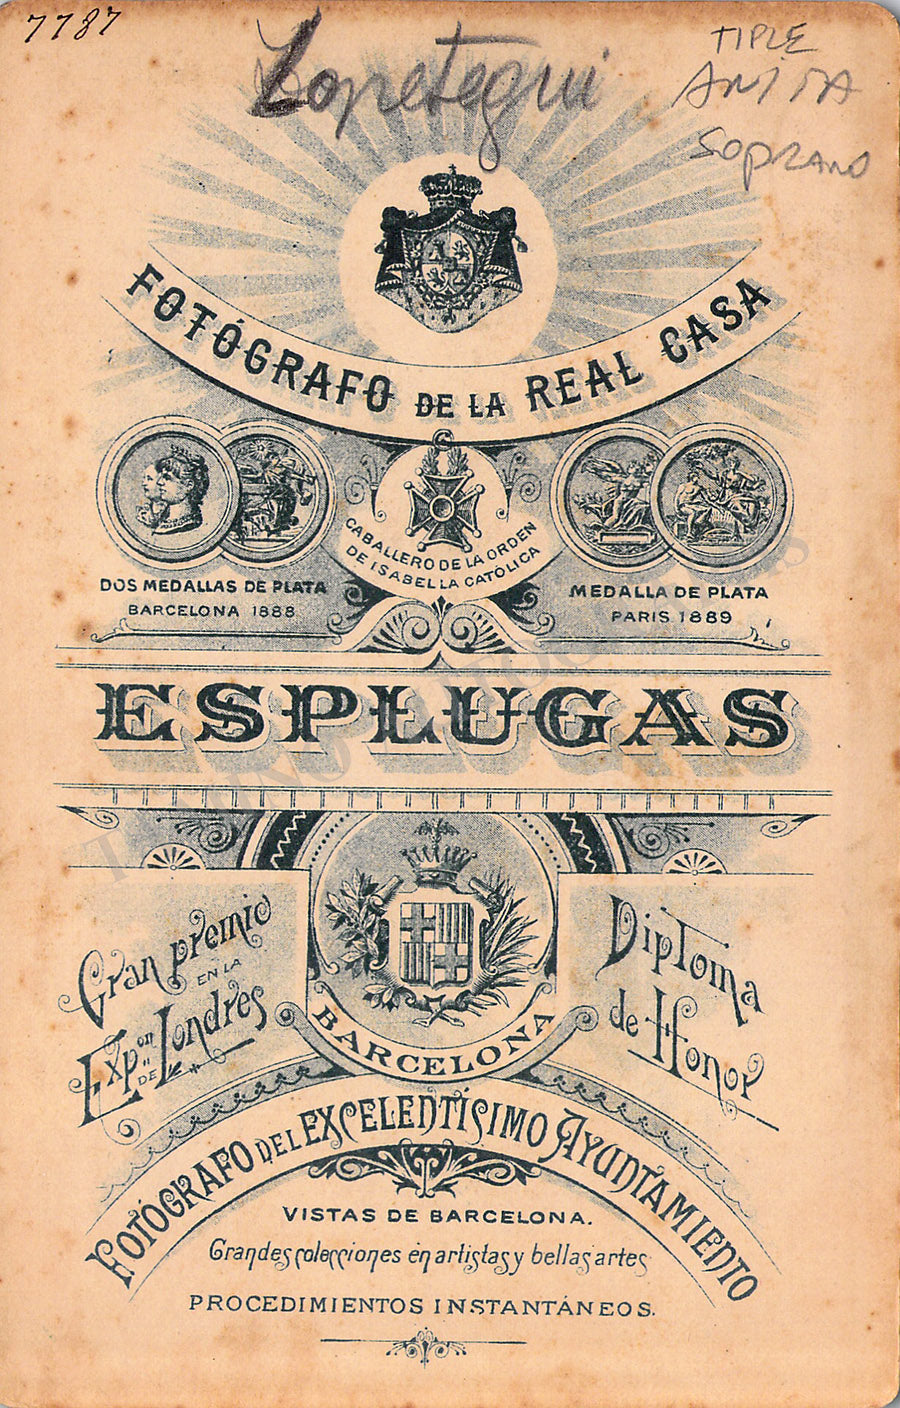 7787
Lopetegui
TIPLE
ANITA
SOPRANO
FOTÓGRAFO DE LA REAL CASA
CABALLERO DE LA ORDEN
DE ISABEL LA CATÓLICA
DOS MEDALLAS DE PLATA
BARCELONA 1888
MEDALLA DE PLATA
PARIS 1889
ESPLUGAS
Gran premio
EN LA
Expon DE Londres
Diploma
de Honor
BARCELONA
FOTÓGRAFO DEL EXCELENTÍSIMO AYUNTAMIENTO
VISTAS DE BARCELONA.
Grandes colecciones en artistas y bellas artes
PROCEDIMIENTOS INSTANTÁNEOS.